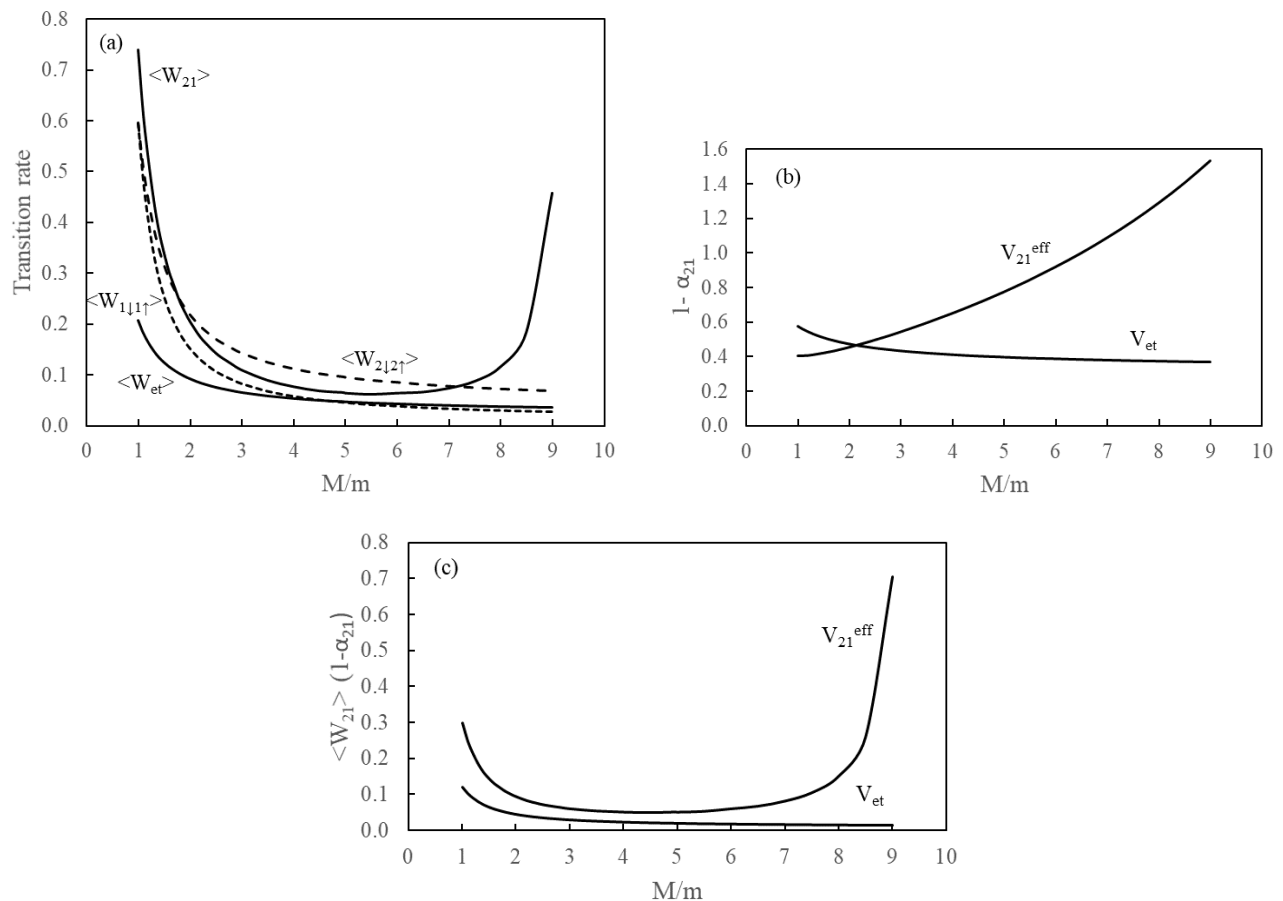 (a)
<W₂₁>
<W₁↓₁↑>
<W₂↓₂↑>
<Wₑₜ>
Transition rate
0.8
0.7
0.6
0.5
0.4
0.3
0.2
0.1
0.0
0 1 2 3 4 5 6 7 8 9 10
M/m
(b)
V₂₁ᵉᶠᶠ
Vₑₜ
1- α₂₁
1.6
1.4
1.2
1.0
0.8
0.6
0.4
0.2
0.0
0 1 2 3 4 5 6 7 8 9 10
M/m
(c)
V₂₁ᵉᶠᶠ
Vₑₜ
<W₂₁> (1-α₂₁)
0.8
0.7
0.6
0.5
0.4
0.3
0.2
0.1
0.0
0 1 2 3 4 5 6 7 8 9 10
M/m